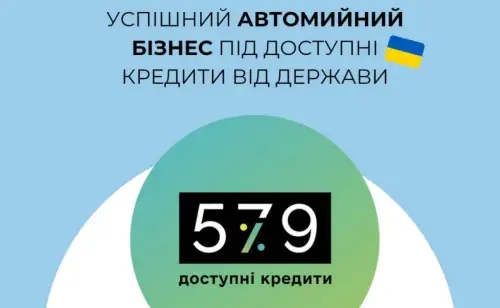 УСПІШНИЙ АВТОМИЙНИЙ
БІЗНЕС ПІД ДОСТУПНІ
КРЕДИТИ ВІД ДЕРЖАВИ
5 7% 9
доступні кредити